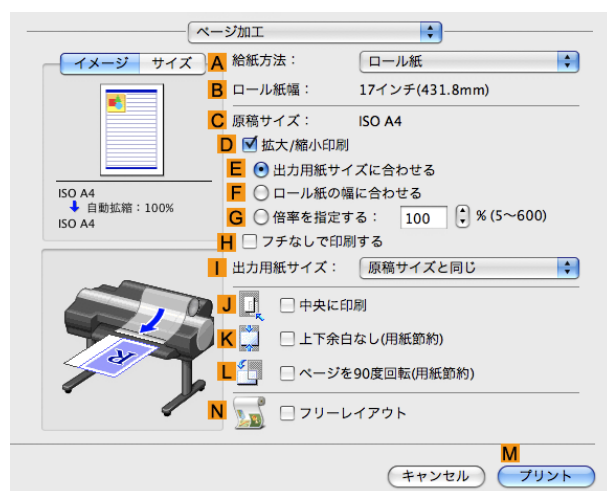 ページ加工
イメージ サイズ
A 給紙方法： ロール紙
B ロール紙幅： 17インチ(431.8mm)
C 原稿サイズ： ISO A4
D 拡大/縮小印刷
E 出力用紙サイズに合わせる
F ロール紙の幅に合わせる
G 倍率を指定する： 100 % (5〜600)
ISO A4
自動拡縮：100%
ISO A4
H フチなしで印刷する
I 出力用紙サイズ： 原稿サイズと同じ
J 中央に印刷
K 上下余白なし(用紙節約)
L ページを90度回転(用紙節約)
N フリーレイアウト
R
M
キャンセル プリント